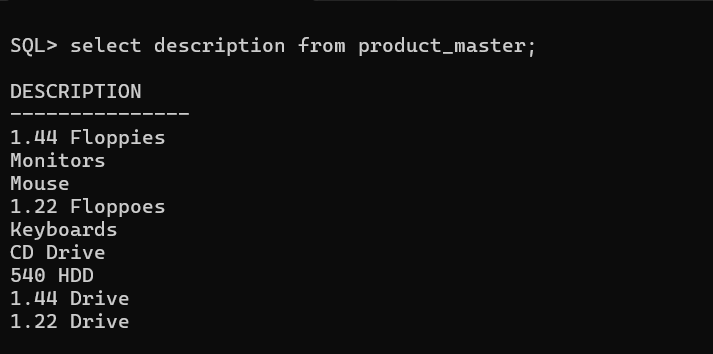 SQL> select description from product_master;
DESCRIPTION
---------------
1.44 Floppies
Monitors
Mouse
1.22 Floppoes
Keyboards
CD Drive
540 HDD
1.44 Drive
1.22 Drive